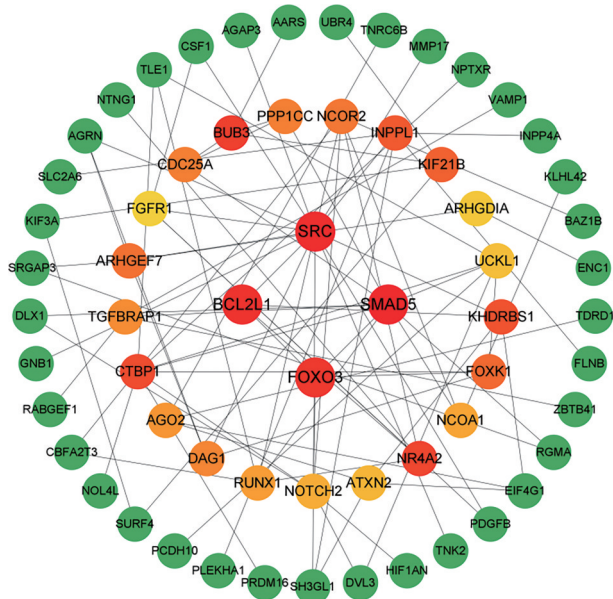 AARS
UBR4
AGAP3
TNRC6B
CSF1
MMP17
TLE1
NPTXR
NTNG1
VAMP1
PPP1CC
NCOR2
AGRN
BUB3
INPPL1
INPP4A
CDC25A
KIF21B
SLC2A6
KLHL42
FGFR1
ARHGDIA
KIF3A
BAZ1B
SRC
ARHGEF7
UCKL1
SRGAP3
ENC1
BCL2L1
SMAD5
DLX1
TGFBRAP1
KHDRBS1
TDRD1
GNB1
FLNB
CTBP1
FOXO3
FOXK1
RABGEF1
ZBTB41
AGO2
NCOA1
CBFA2T3
RGMA
DAG1
NR4A2
NOL4L
RUNX1
NOTCH2
ATXN2
EIF4G1
SURF4
PDGFB
PCDH10
TNK2
PLEKHA1
HIF1AN
PRDM16
SH3GL1
DVL3